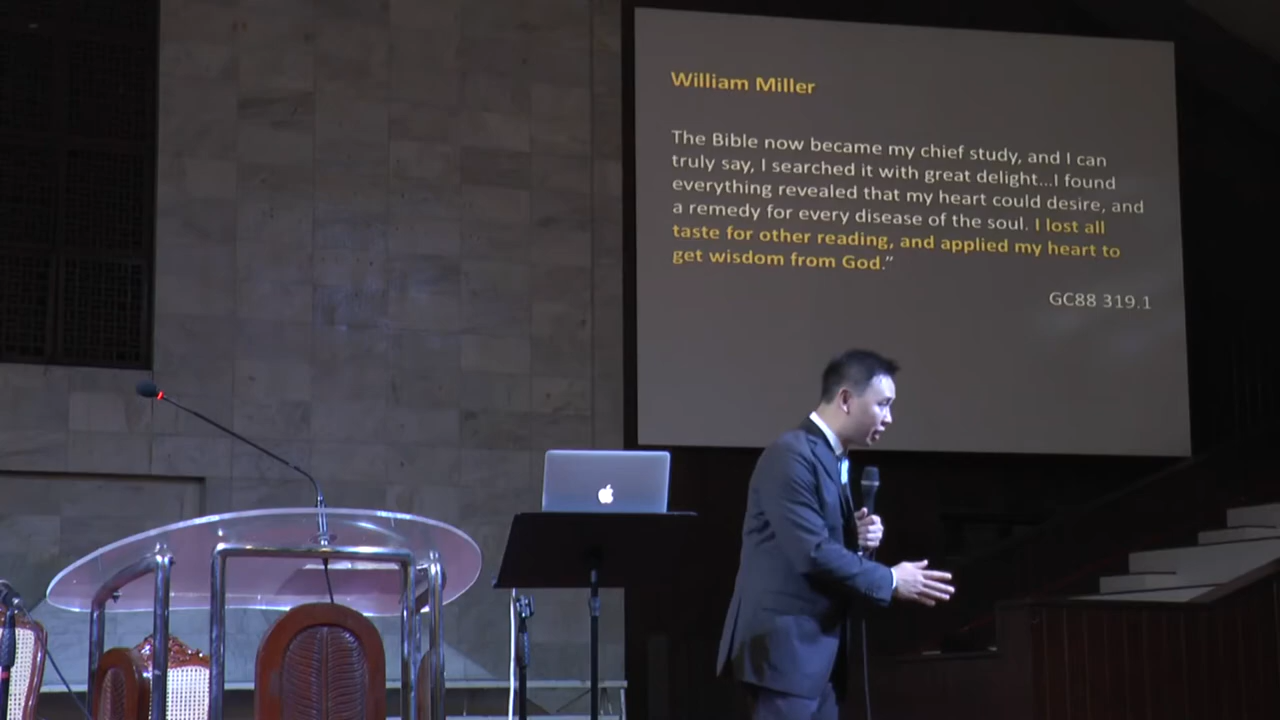 William Miller
The Bible now became my chief study, and I can
truly say, I searched it with great delight...I found
everything revealed that my heart could desire, and
a remedy for every disease of the soul. I lost all
taste for other reading, and applied my heart to
get wisdom from God.”
GC88 319.1